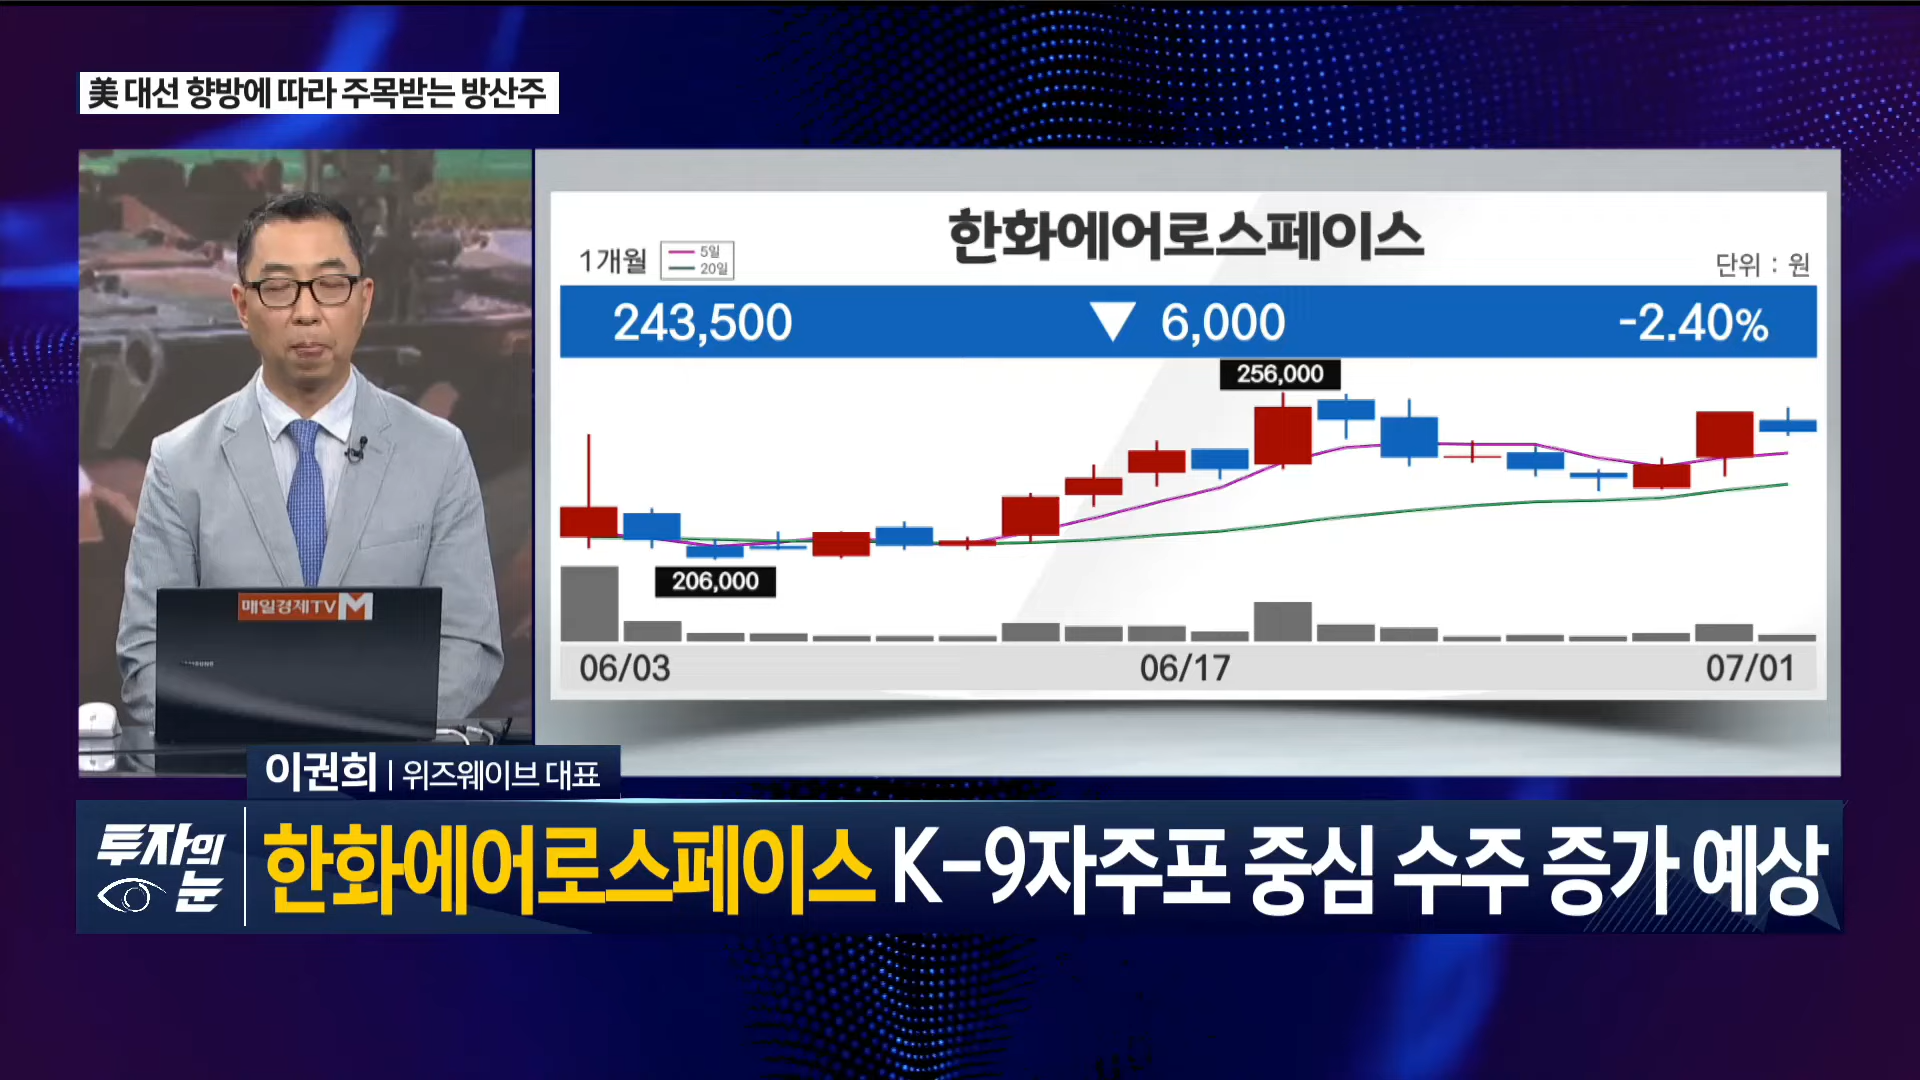 美 대선 향방에 따라 주목받는 방산주
한화에어로스페이스
1개월
5일
20일
단위 : 원
243,500 ▼ 6,000 -2.40%
256,000
206,000
06/03 06/17 07/01
매일경제TV M
SAMSUNG
이권희 | 위즈웨이브 대표
투자의 눈
한화에어로스페이스 K-9자주포 중심 수주 증가 예상